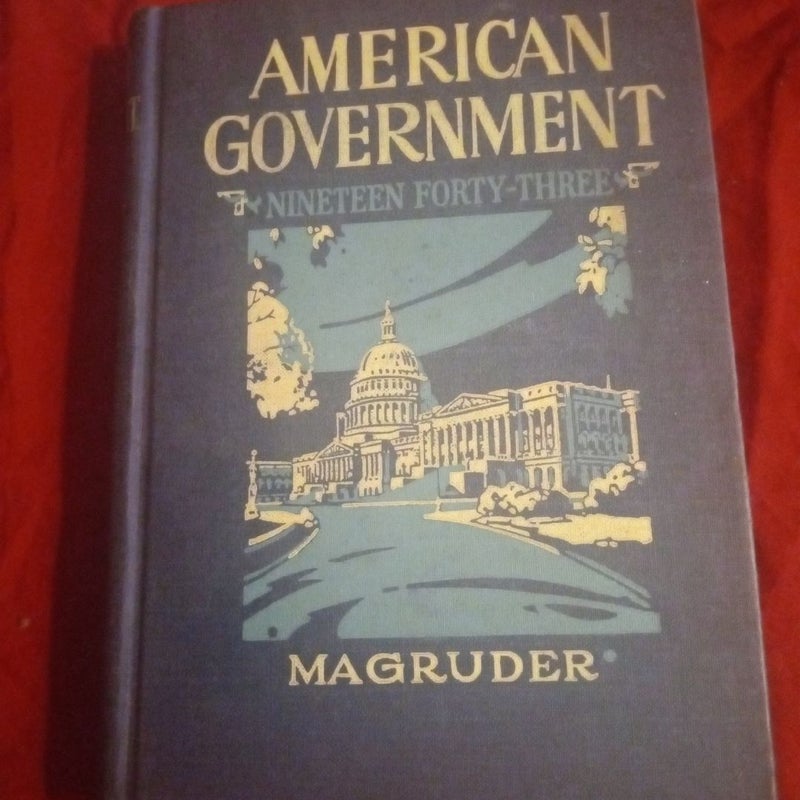 AMERICAN
GOVERNMENT
NINETEEN FORTY-THREE
MAGRUDER